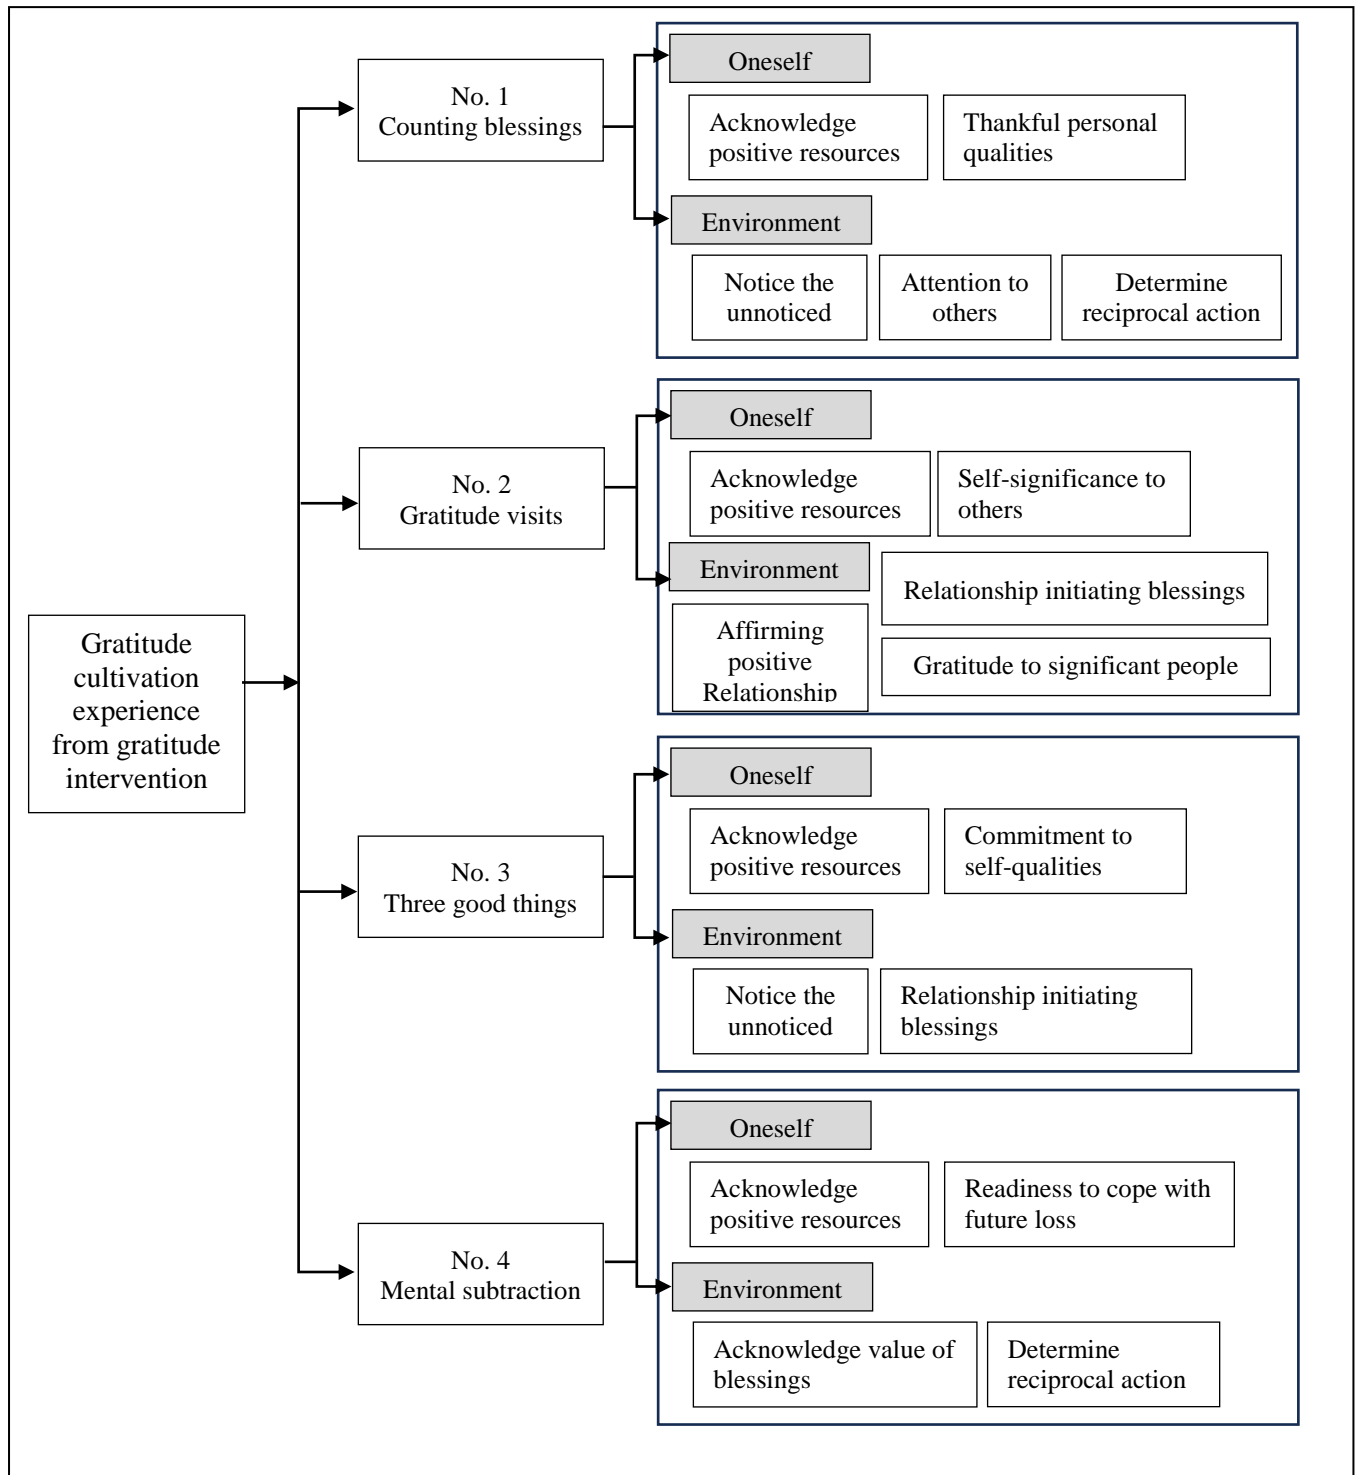 Gratitude
cultivation
experience
from gratitude
intervention
No. 1
Counting blessings
Oneself
Acknowledge
positive resources
Thankful personal
qualities
Environment
Notice the
unnoticed
Attention to
others
Determine
reciprocal action
No. 2
Gratitude visits
Oneself
Acknowledge
positive resources
Self-significance to
others
Environment
Affirming
positive
Relationship
Relationship initiating blessings
Gratitude to significant people
No. 3
Three good things
Oneself
Acknowledge
positive resources
Commitment to
self-qualities
Environment
Notice the
unnoticed
Relationship initiating
blessings
No. 4
Mental subtraction
Oneself
Acknowledge
positive resources
Readiness to cope with
future loss
Environment
Acknowledge value of
blessings
Determine
reciprocal action